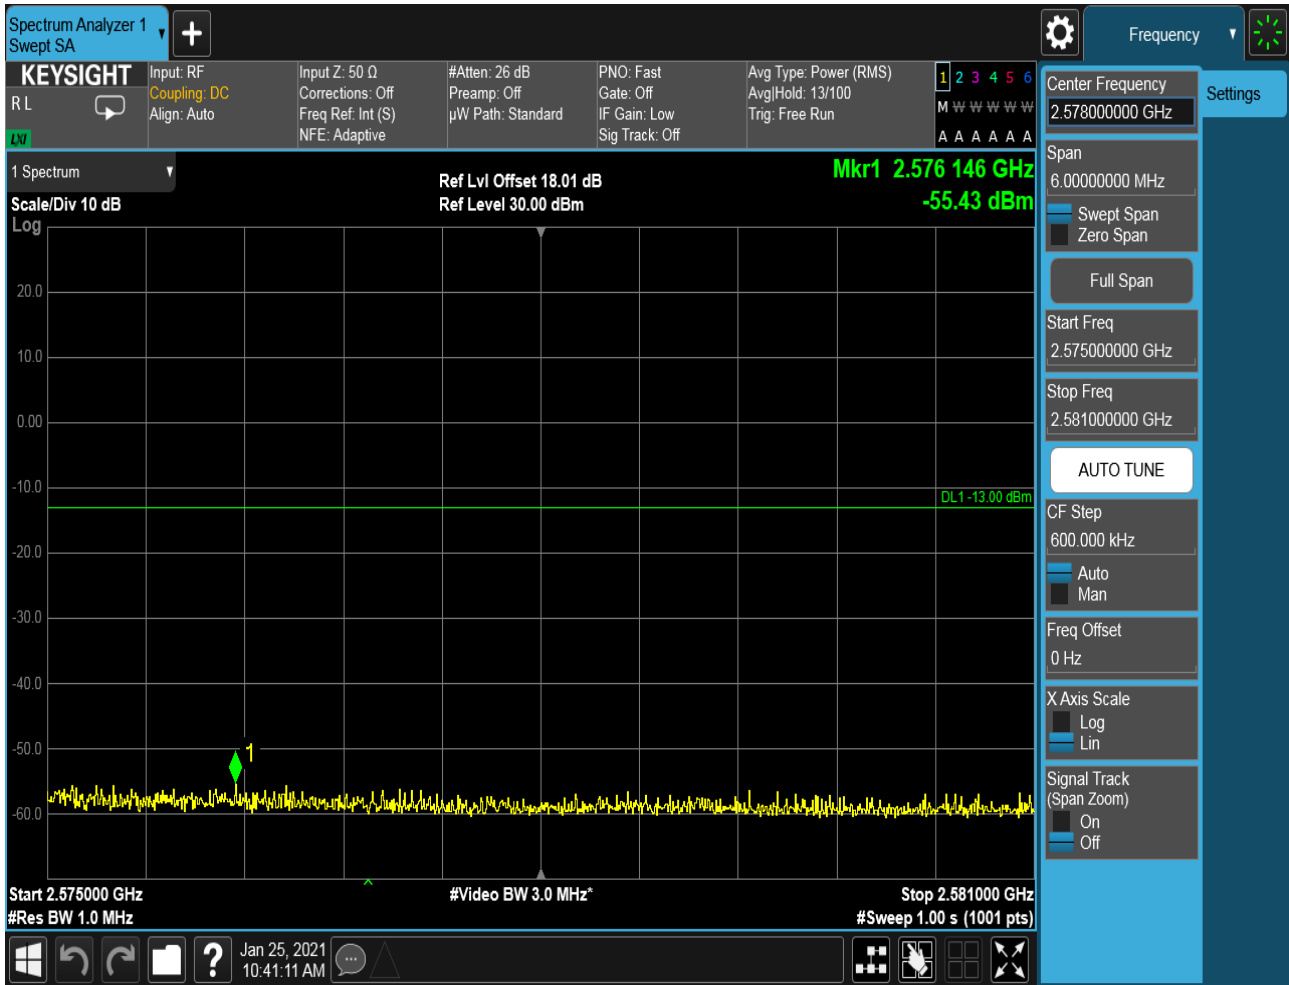 Spectrum Analyzer 1
Swept SA
Frequency
KEYSIGHT
R L
LXI
Input: RF
Coupling: DC
Align: Auto
Input Z: 50 Ω
Corrections: Off
Freq Ref: Int (S)
NFE: Adaptive
#Atten: 26 dB
Preamp: Off
µW Path: Standard
PNO: Fast
Gate: Off
IF Gain: Low
Sig Track: Off
Avg Type: Power (RMS)
Avg|Hold: 13/100
Trig: Free Run
1 2 3 4 5 6
M W W W W W
A A A A A A
1 Spectrum
Scale/Div 10 dB
Log
Ref Lvl Offset 18.01 dB
Ref Level 30.00 dBm
Mkr1 2.576 146 GHz
-55.43 dBm
20.0
10.0
0.00
-10.0
DL1 -13.00 dBm
-20.0
-30.0
-40.0
-50.0
1
-60.0
Start 2.575000 GHz
#Res BW 1.0 MHz
#Video BW 3.0 MHz*
Stop 2.581000 GHz
#Sweep 1.00 s (1001 pts)
Jan 25, 2021
10:41:11 AM
?
Center Frequency
2.578000000 GHz
Settings
Span
6.00000000 MHz
Swept Span
Zero Span
Full Span
Start Freq
2.575000000 GHz
Stop Freq
2.581000000 GHz
AUTO TUNE
CF Step
600.000 kHz
Auto
Man
Freq Offset
0 Hz
X Axis Scale
Log
Lin
Signal Track
(Span Zoom)
On
Off